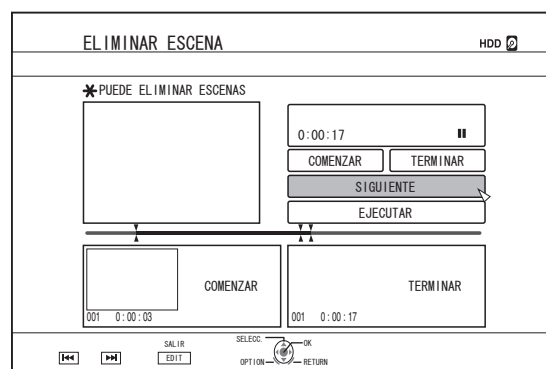 ELIMINAR ESCENA
HDD
PUEDE ELIMINAR ESCENAS
0:00:17
COMENZAR TERMINAR
SIGUIENTE
EJECUTAR
COMENZAR
001 0:00:03
TERMINAR
001 0:00:17
SALIR
EDIT
SELECC.
OK
OPTION
RETURN